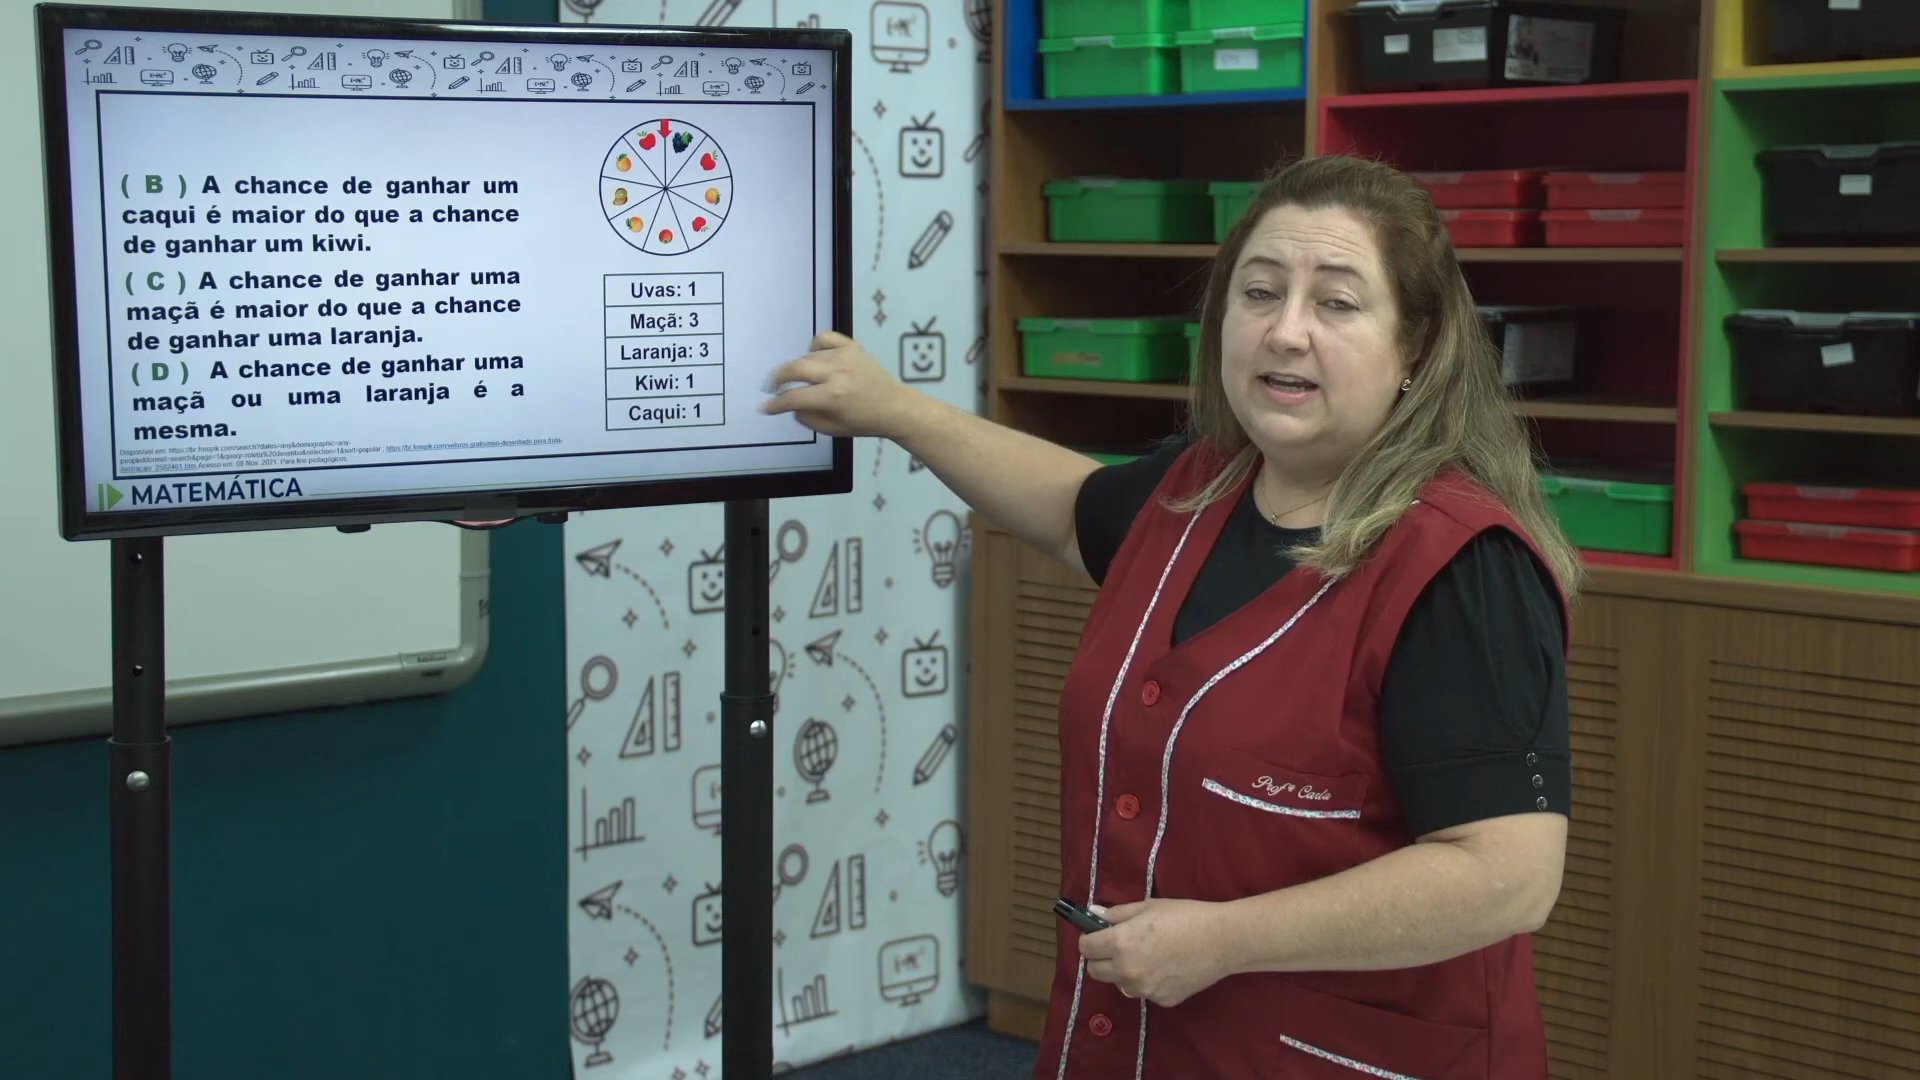 ( B ) A chance de ganhar um
caqui é maior do que a chance
de ganhar um kiwi.
( C ) A chance de ganhar uma
maçã é maior do que a chance
de ganhar uma laranja.
( D ) A chance de ganhar uma
maçã ou uma laranja é a
mesma.
Uvas: 1
Maçã: 3
Laranja: 3
Kiwi: 1
Caqui: 1
MATEMÁTICA
Profª Carla